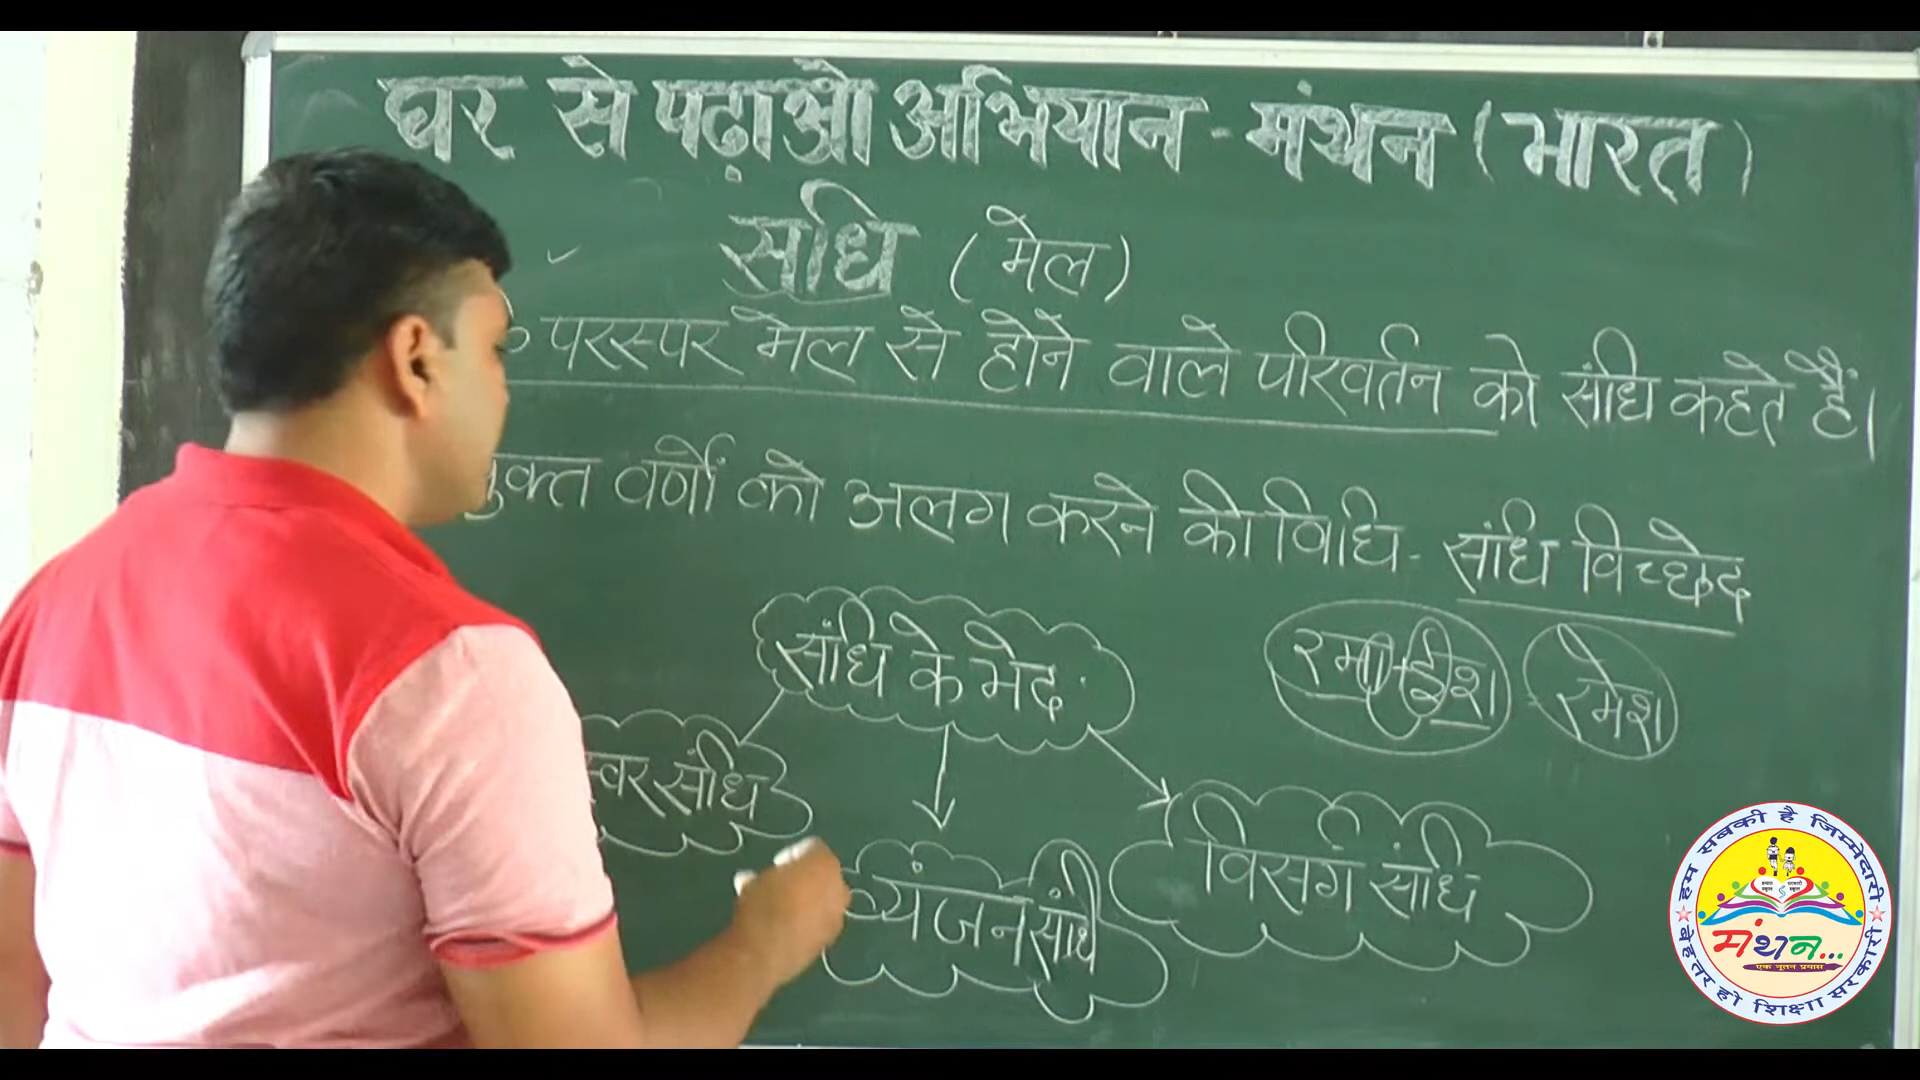 घर से पढ़ाओ अभियान - मंथन (भारत)
संधि (मेल)
परस्पर मेल से होने वाले परिवर्तन को संधि कहते हैं।
वर्णों को अलग करने की विधि - संधि विच्छेद
संधि के भेद
रमा+ईश
रमेश
स्वर संधि
व्यंजन संधि
विसर्ग संधि
हम सबकी है जिम्मेदारी
मंथन...
एक नूतन प्रयास
बेहतर हो शिक्षा सरकारी